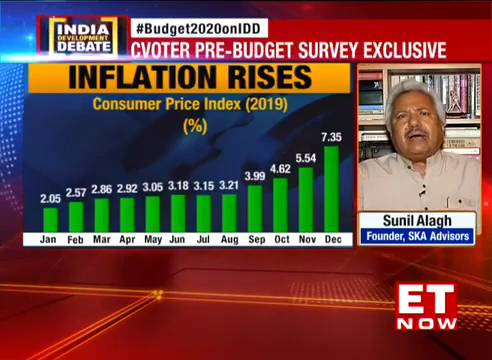 INDIA
DEVELOPMENT
DEBATE
#Budget2020onIDD
CVOTER PRE-BUDGET SURVEY EXCLUSIVE
INFLATION RISES
Consumer Price Index (2019)
(%)
2.05 2.57 2.86 2.92 3.05 3.18 3.15 3.21 3.99 4.62 5.54 7.35
Jan Feb Mar Apr May Jun Jul Aug Sep Oct Nov Dec
Sunil Alagh
Founder, SKA Advisors
ET
NOW